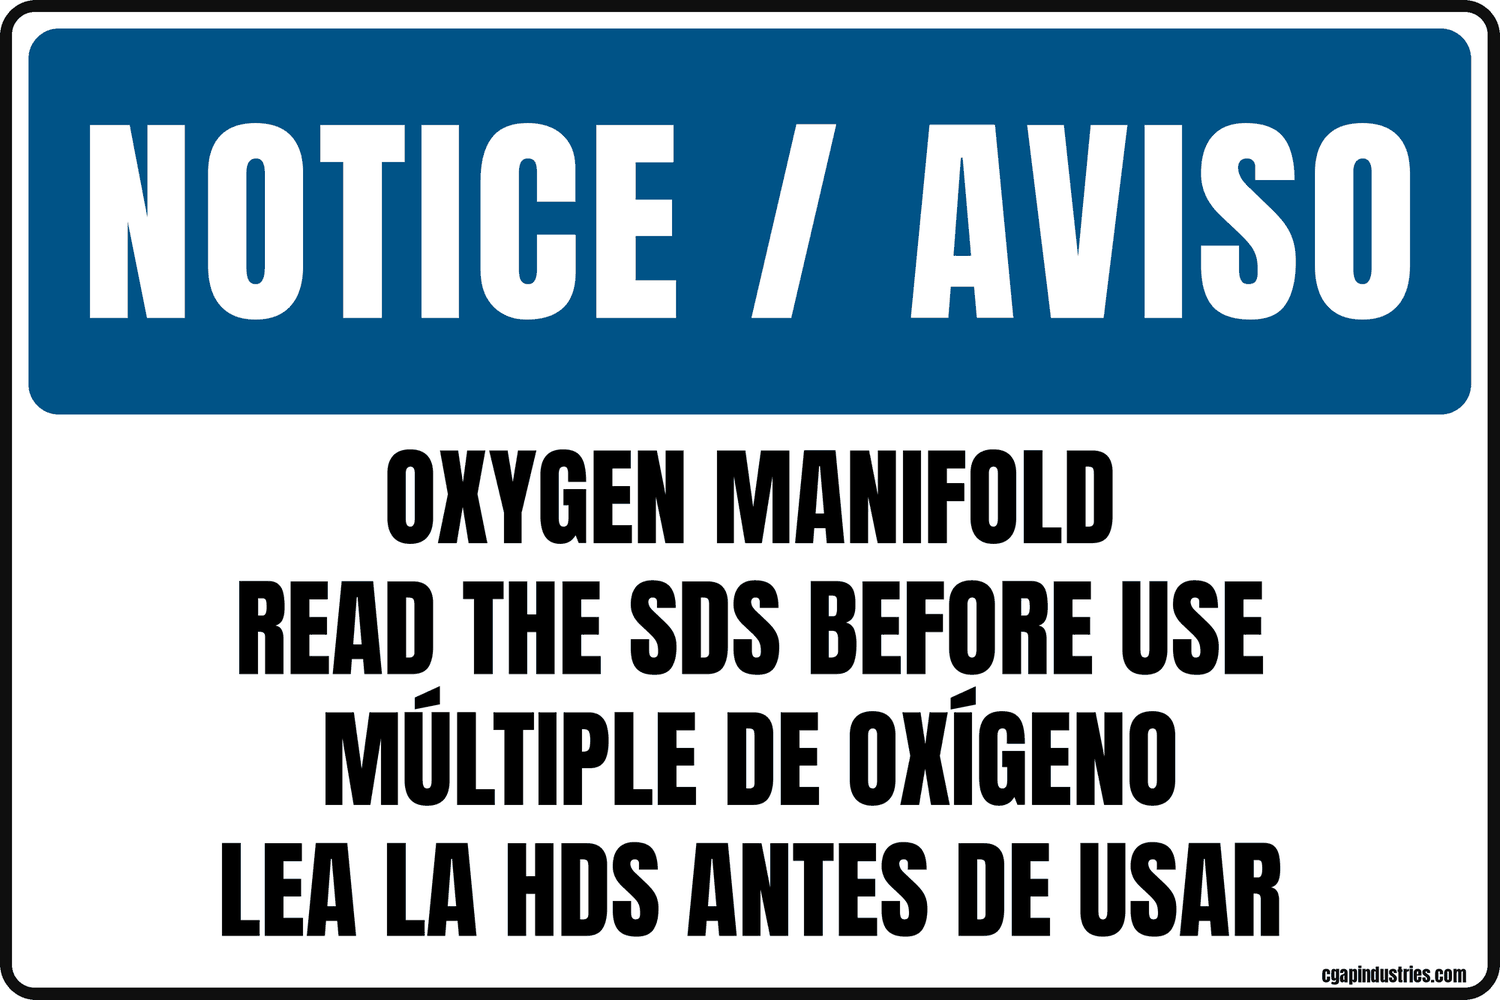 NOTICE / AVISO
OXYGEN MANIFOLD
READ THE SDS BEFORE USE
MÚLTIPLE DE OXÍGENO
LEA LA HDS ANTES DE USAR
cgapindustries.com